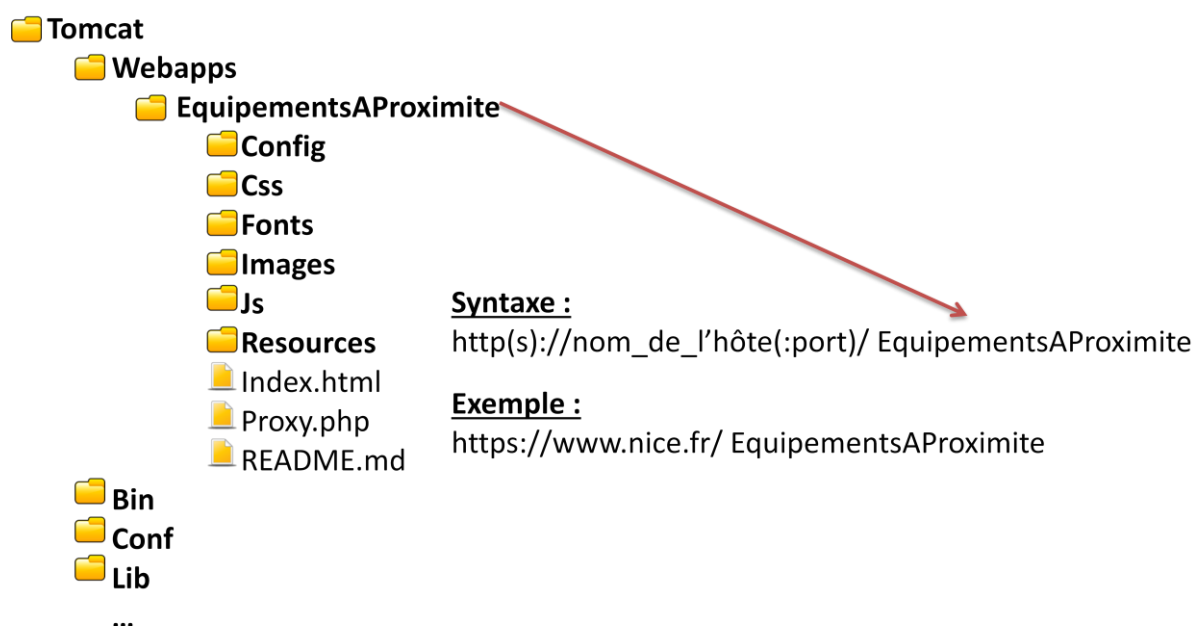 Tomcat
Webapps
EquipementsAProximite
Config
Css
Fonts
Images
Js
Resources
Index.html
Proxy.php
README.md
Syntaxe :
http(s)://nom_de_l’hôte(:port)/ EquipementsAProximite
Exemple :
https://www.nice.fr/ EquipementsAProximite
Bin
Conf
Lib
...